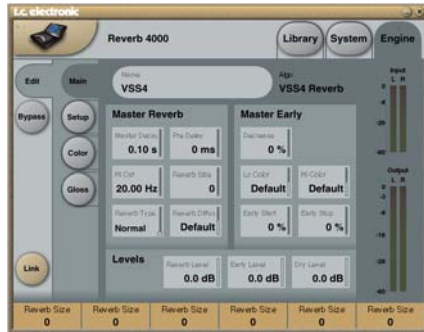 t.c. electronic
Reverb 4000
Library
System
Engine
Edit
Main
Name
VSS4
Algo
VSS4 Reverb
Input
L R
Bypass
Setup
Color
Gloss
Link
Master Reverb
Master Decay
0.10 s
Pre Delay
0 ms
Hi Cut
20.00 Hz
Reverb Size
0
Reverb Type
Normal
Reverb Diffus
Default
Master Early
0 %
Lo Color
Default
Hi-Color
Default
Early Start
0 %
Early Stop
0 %
Levels
Reverb Level
0.0 dB
Early Level
0.0 dB
Dry Level
0.0 dB
Output
L R
Reverb Size
0
Reverb Size
0
Reverb Size
0
Reverb Size
0
Reverb Size
0
Reverb Size
0